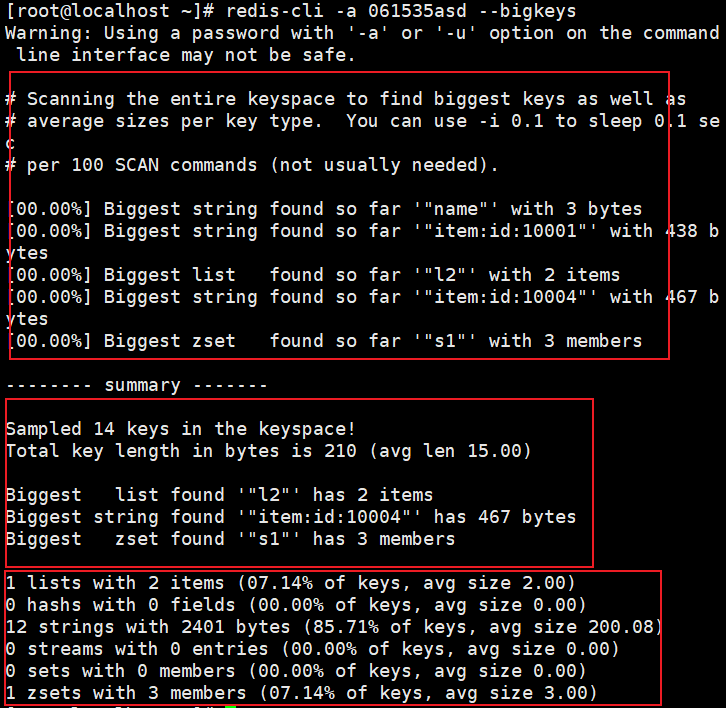 [root@localhost ~]# redis-cli -a 061535asd --bigkeys
Warning: Using a password with '-a' or '-u' option on the command
 line interface may not be safe.
# Scanning the entire keyspace to find biggest keys as well as
# average sizes per key type.  You can use -i 0.1 to sleep 0.1 se
c
# per 100 SCAN commands (not usually needed).
[00.00%] Biggest string found so far '"name"' with 3 bytes
[00.00%] Biggest string found so far '"item:id:10001"' with 438 b
ytes
[00.00%] Biggest list   found so far '"l2"' with 2 items
[00.00%] Biggest string found so far '"item:id:10004"' with 467 b
ytes
[00.00%] Biggest zset   found so far '"s1"' with 3 members
-------- summary -------
Sampled 14 keys in the keyspace!
Total key length in bytes is 210 (avg len 15.00)
Biggest   list found '"l2"' has 2 items
Biggest string found '"item:id:10004"' has 467 bytes
Biggest   zset found '"s1"' has 3 members
1 lists with 2 items (07.14% of keys, avg size 2.00)
0 hashs with 0 fields (00.00% of keys, avg size 0.00)
12 strings with 2401 bytes (85.71% of keys, avg size 200.08)
0 streams with 0 entries (00.00% of keys, avg size 0.00)
0 sets with 0 members (00.00% of keys, avg size 0.00)
1 zsets with 3 members (07.14% of keys, avg size 3.00)